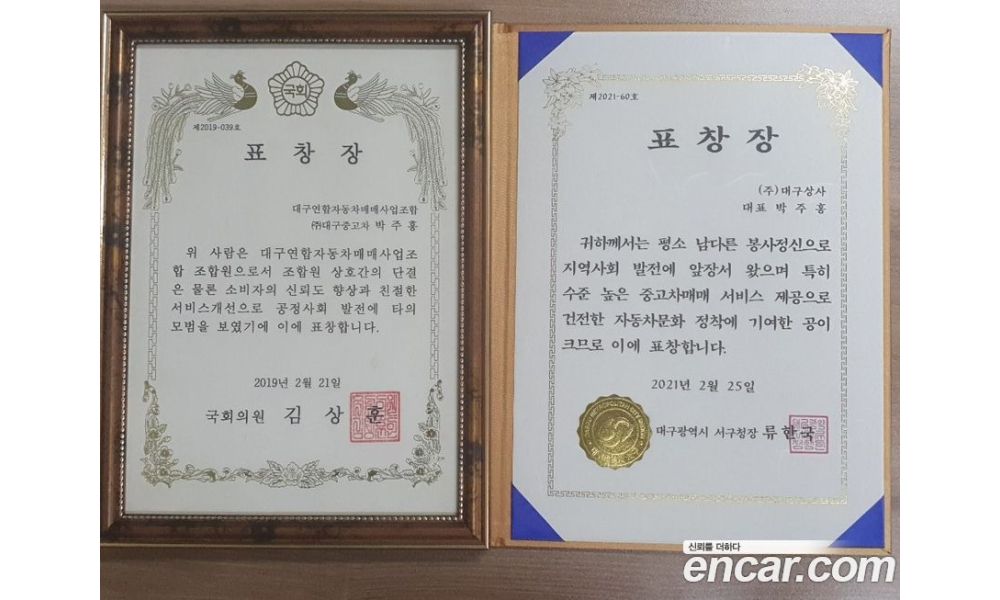 국회
제2019-039호
표 창 장
대구연합자동차매매사업조합
㈜대구중고차 박 주 홍
위 사람은 대구연합자동차매매사업조
합 조합원으로서 조합원 상호간의 단결
은 물론 소비자의 신뢰도 향상과 친절한
서비스개선으로 공정사회 발전에 타의
모범을 보였기에 이에 표창합니다.
2019년 2월 21일
국회의원 김 상 훈
제2021-60호
표 창 장
(주)대구상사
대표 박 주 홍
귀하께서는 평소 남다른 봉사정신으로
지역사회 발전에 앞장서 왔으며 특히
수준 높은 중고차매매 서비스 제공으로
건전한 자동차문화 정착에 기여한 공이
크므로 이에 표창합니다.
2021년 2월 25일
대구광역시 서구청장 류한국
신뢰를 더하다
encar.com